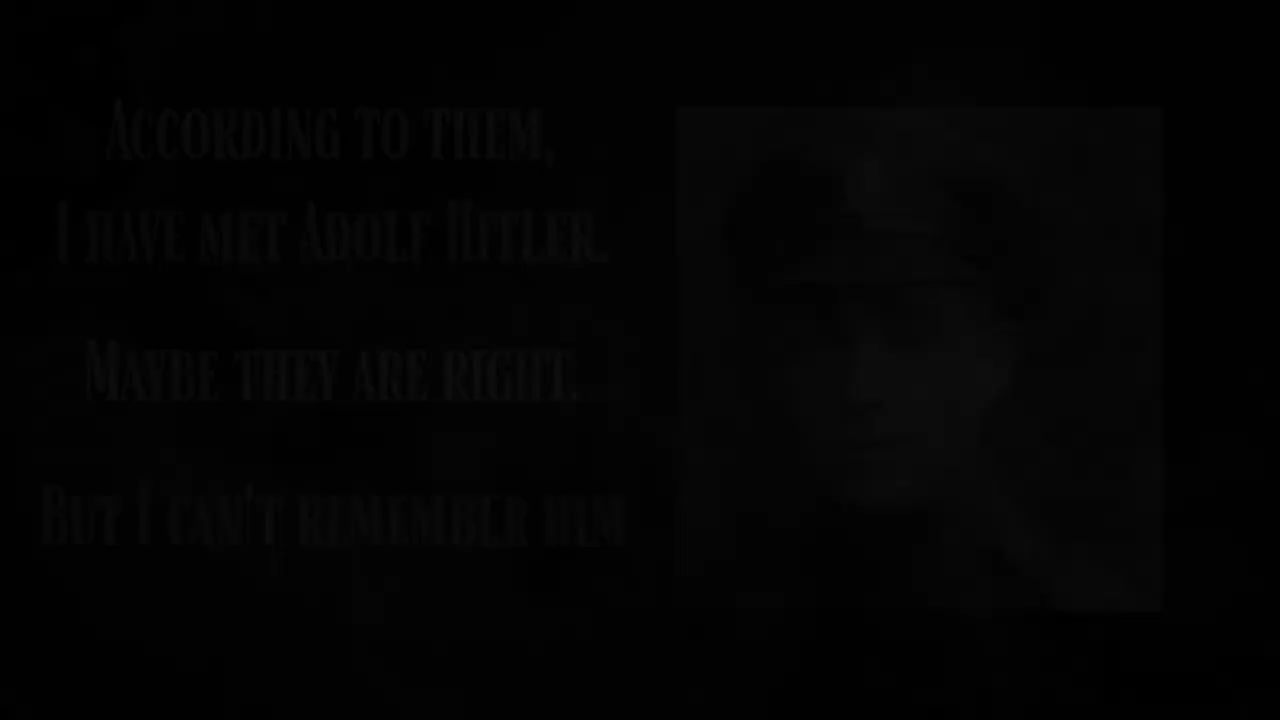 According to them,
I have met Adolf Hitler.
Maybe they are right.
But I can't remember him